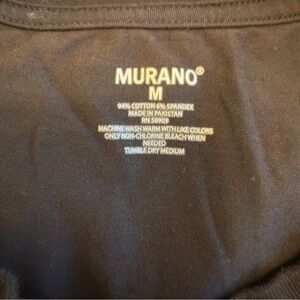 MURANO®
M
94% COTTON 6% SPANDEX
MADE IN PAKISTAN
RN 58909
MACHINE WASH WARM WITH LIKE COLORS
ONLY NON-CHLORINE BLEACH WHEN
NEEDED
TUMBLE DRY MEDIUM